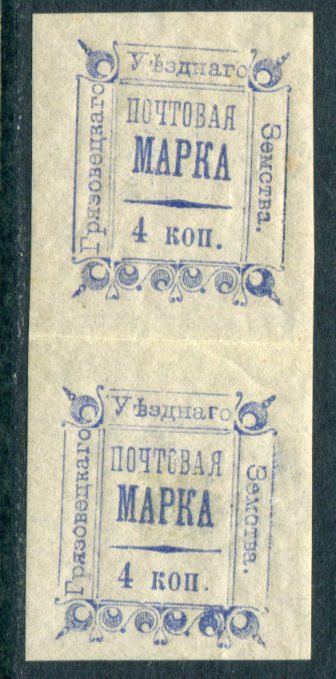 Грязовецкаго
Уѣзднаго
Земства.
ПОЧТОВАЯ
МАРКА
4 коп.
Грязовецкаго
Уѣзднаго
Земства.
ПОЧТОВАЯ
МАРКА
4 коп.